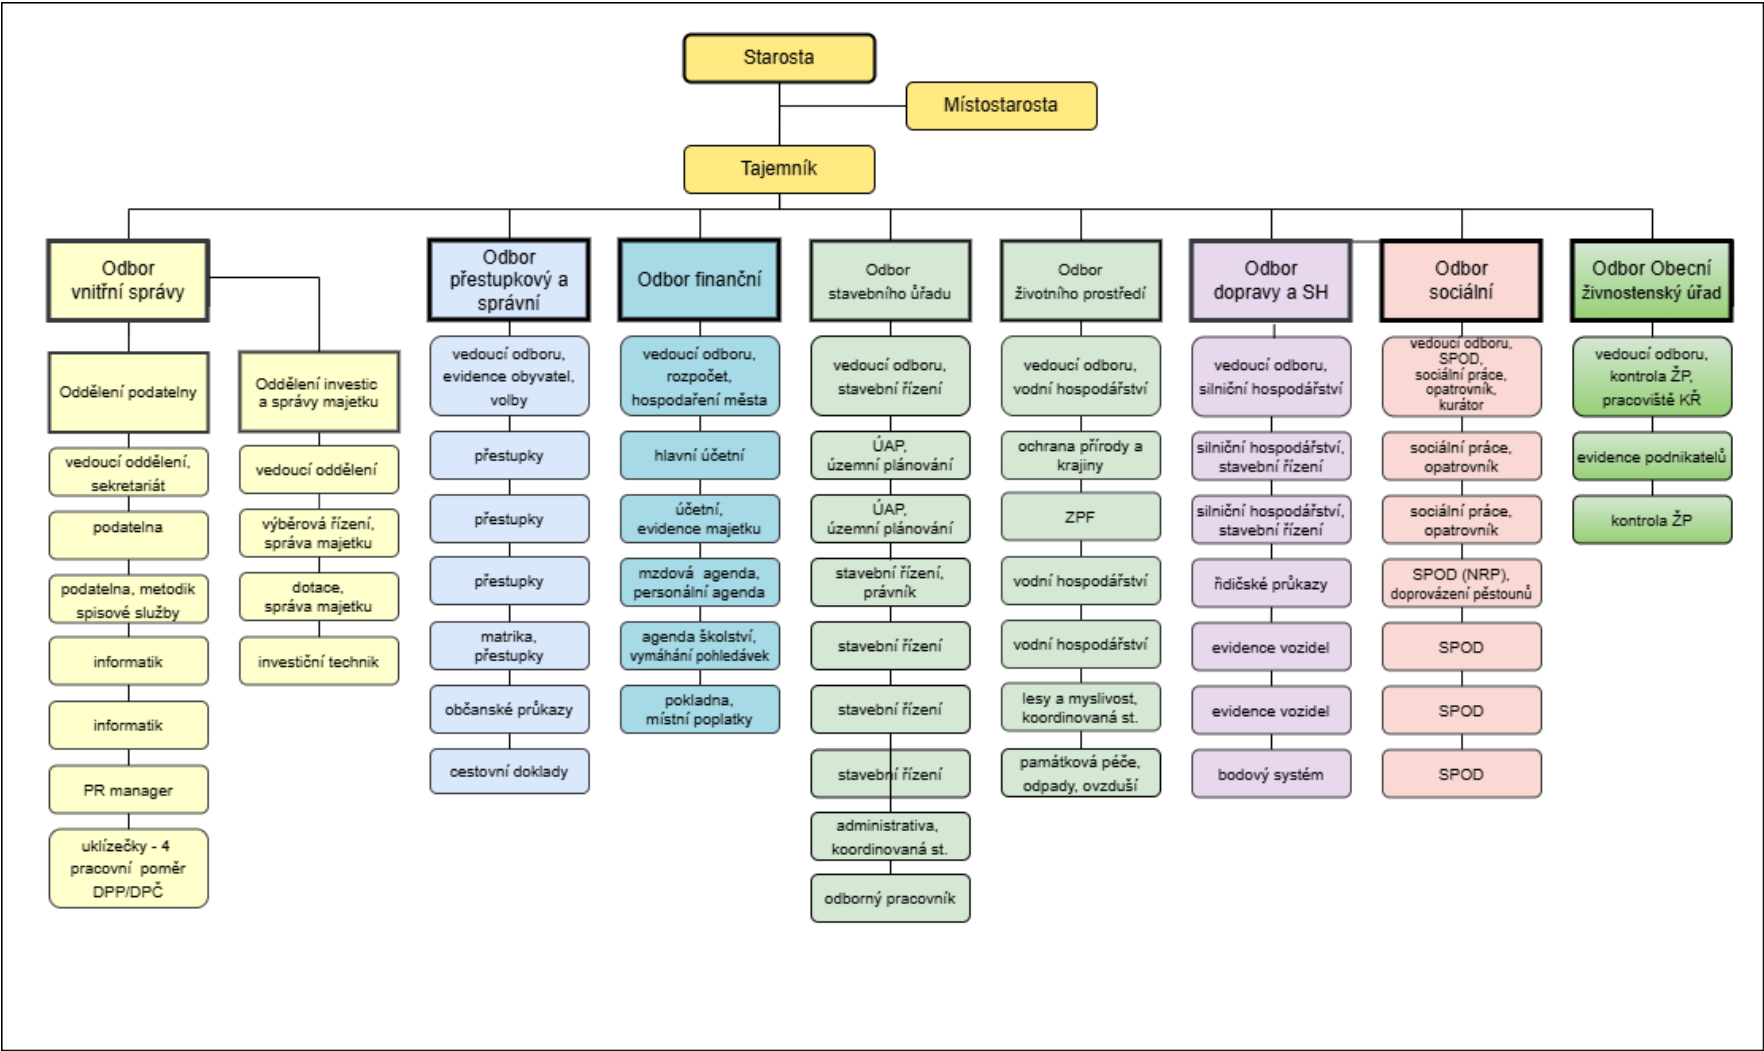 Starosta
Místostarosta
Tajemník
Odbor
vnitřní správy
Oddělení podatelny
vedoucí oddělení,
sekretariát
podatelna
podatelna, metodik
spisové služby
informatik
informatik
PR manager
uklízečky - 4
pracovní poměr
DPP/DPČ
Oddělení investic
a správy majetku
vedoucí oddělení
výběrová řízení,
správa majetku
dotace,
správa majetku
investiční technik
Odbor
přestupkový a
správní
vedoucí odboru,
evidence obyvatel,
volby
přestupky
přestupky
přestupky
matrika,
přestupky
občanské průkazy
cestovní doklady
Odbor finanční
vedoucí odboru,
rozpočet,
hospodaření města
hlavní účetní
účetní,
evidence majetku
mzdová agenda,
personální agenda
agenda školství,
vymáhání pohledávek
pokladna,
místní poplatky
Odbor
stavebního úřadu
vedoucí odboru,
stavební řízení
ÚAP,
územní plánování
ÚAP,
územní plánování
stavební řízení,
právník
stavební řízení
stavební řízení
stavební řízení
administrativa,
koordinovaná st.
odborný pracovník
Odbor
životního prostředí
vedoucí odboru,
vodní hospodářství
ochrana přírody a
krajiny
ZPF
vodní hospodářství
vodní hospodářství
lesy a myslivost,
koordinovaná st.
památková péče,
odpady, ovzduší
Odbor
dopravy a SH
vedoucí odboru,
silniční hospodářství
silniční hospodářství,
stavební řízení
silniční hospodářství,
stavební řízení
řidičské průkazy
evidence vozidel
evidence vozidel
bodový systém
Odbor
sociální
vedoucí odboru,
SPOD,
sociální práce,
opatrovník,
kurátor
sociální práce,
opatrovník
sociální práce,
opatrovník
SPOD (NRP),
doprovázení pěstounů
SPOD
SPOD
SPOD
Odbor Obecní
živnostenský úřad
vedoucí odboru,
kontrola ŽP,
pracoviště KŘ
evidence podnikatelů
kontrola ŽP